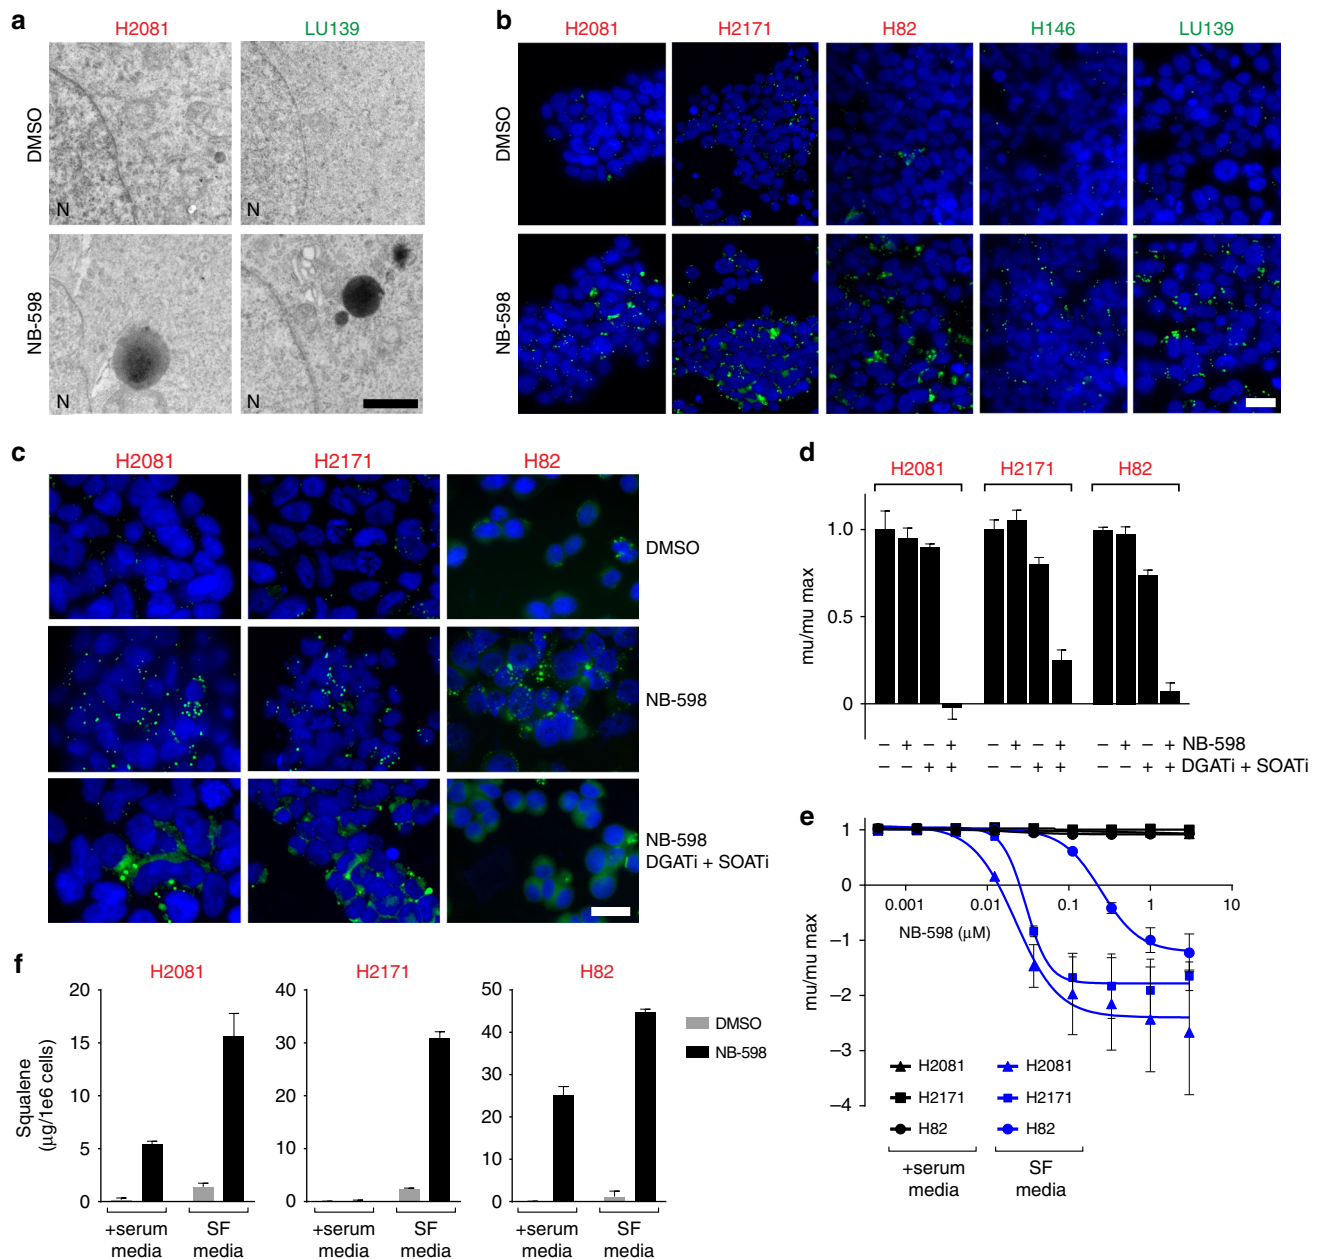 a
H2081 LU139
DMSO
N N
NB-598
N N
b
H2081 H2171 H82 H146 LU139
DMSO
NB-598
c
H2081 H2171 H82
DMSO
NB-598
NB-598
DGATi + SOATi
d
H2081 H2171 H82
mu/mu max
1.0
0.5
0
− + − + − + − + − + − + NB-598
− − + + − − + + − − + + DGATi + SOATi
e
mu/mu max
1
0
−1
−2
−3
−4
0.001 0.01 0.1 1 10
NB-598 (μM)
H2081 H2081
H2171 H2171
H82 H82
+serum media
SF media
f
H2081 H2171 H82
Squalene
(μg/1e6 cells)
20
15
10
5
0
40
30
20
10
0
50
40
30
20
10
0
DMSO
NB-598
+serum media
SF media
+serum media
SF media
+serum media
SF media